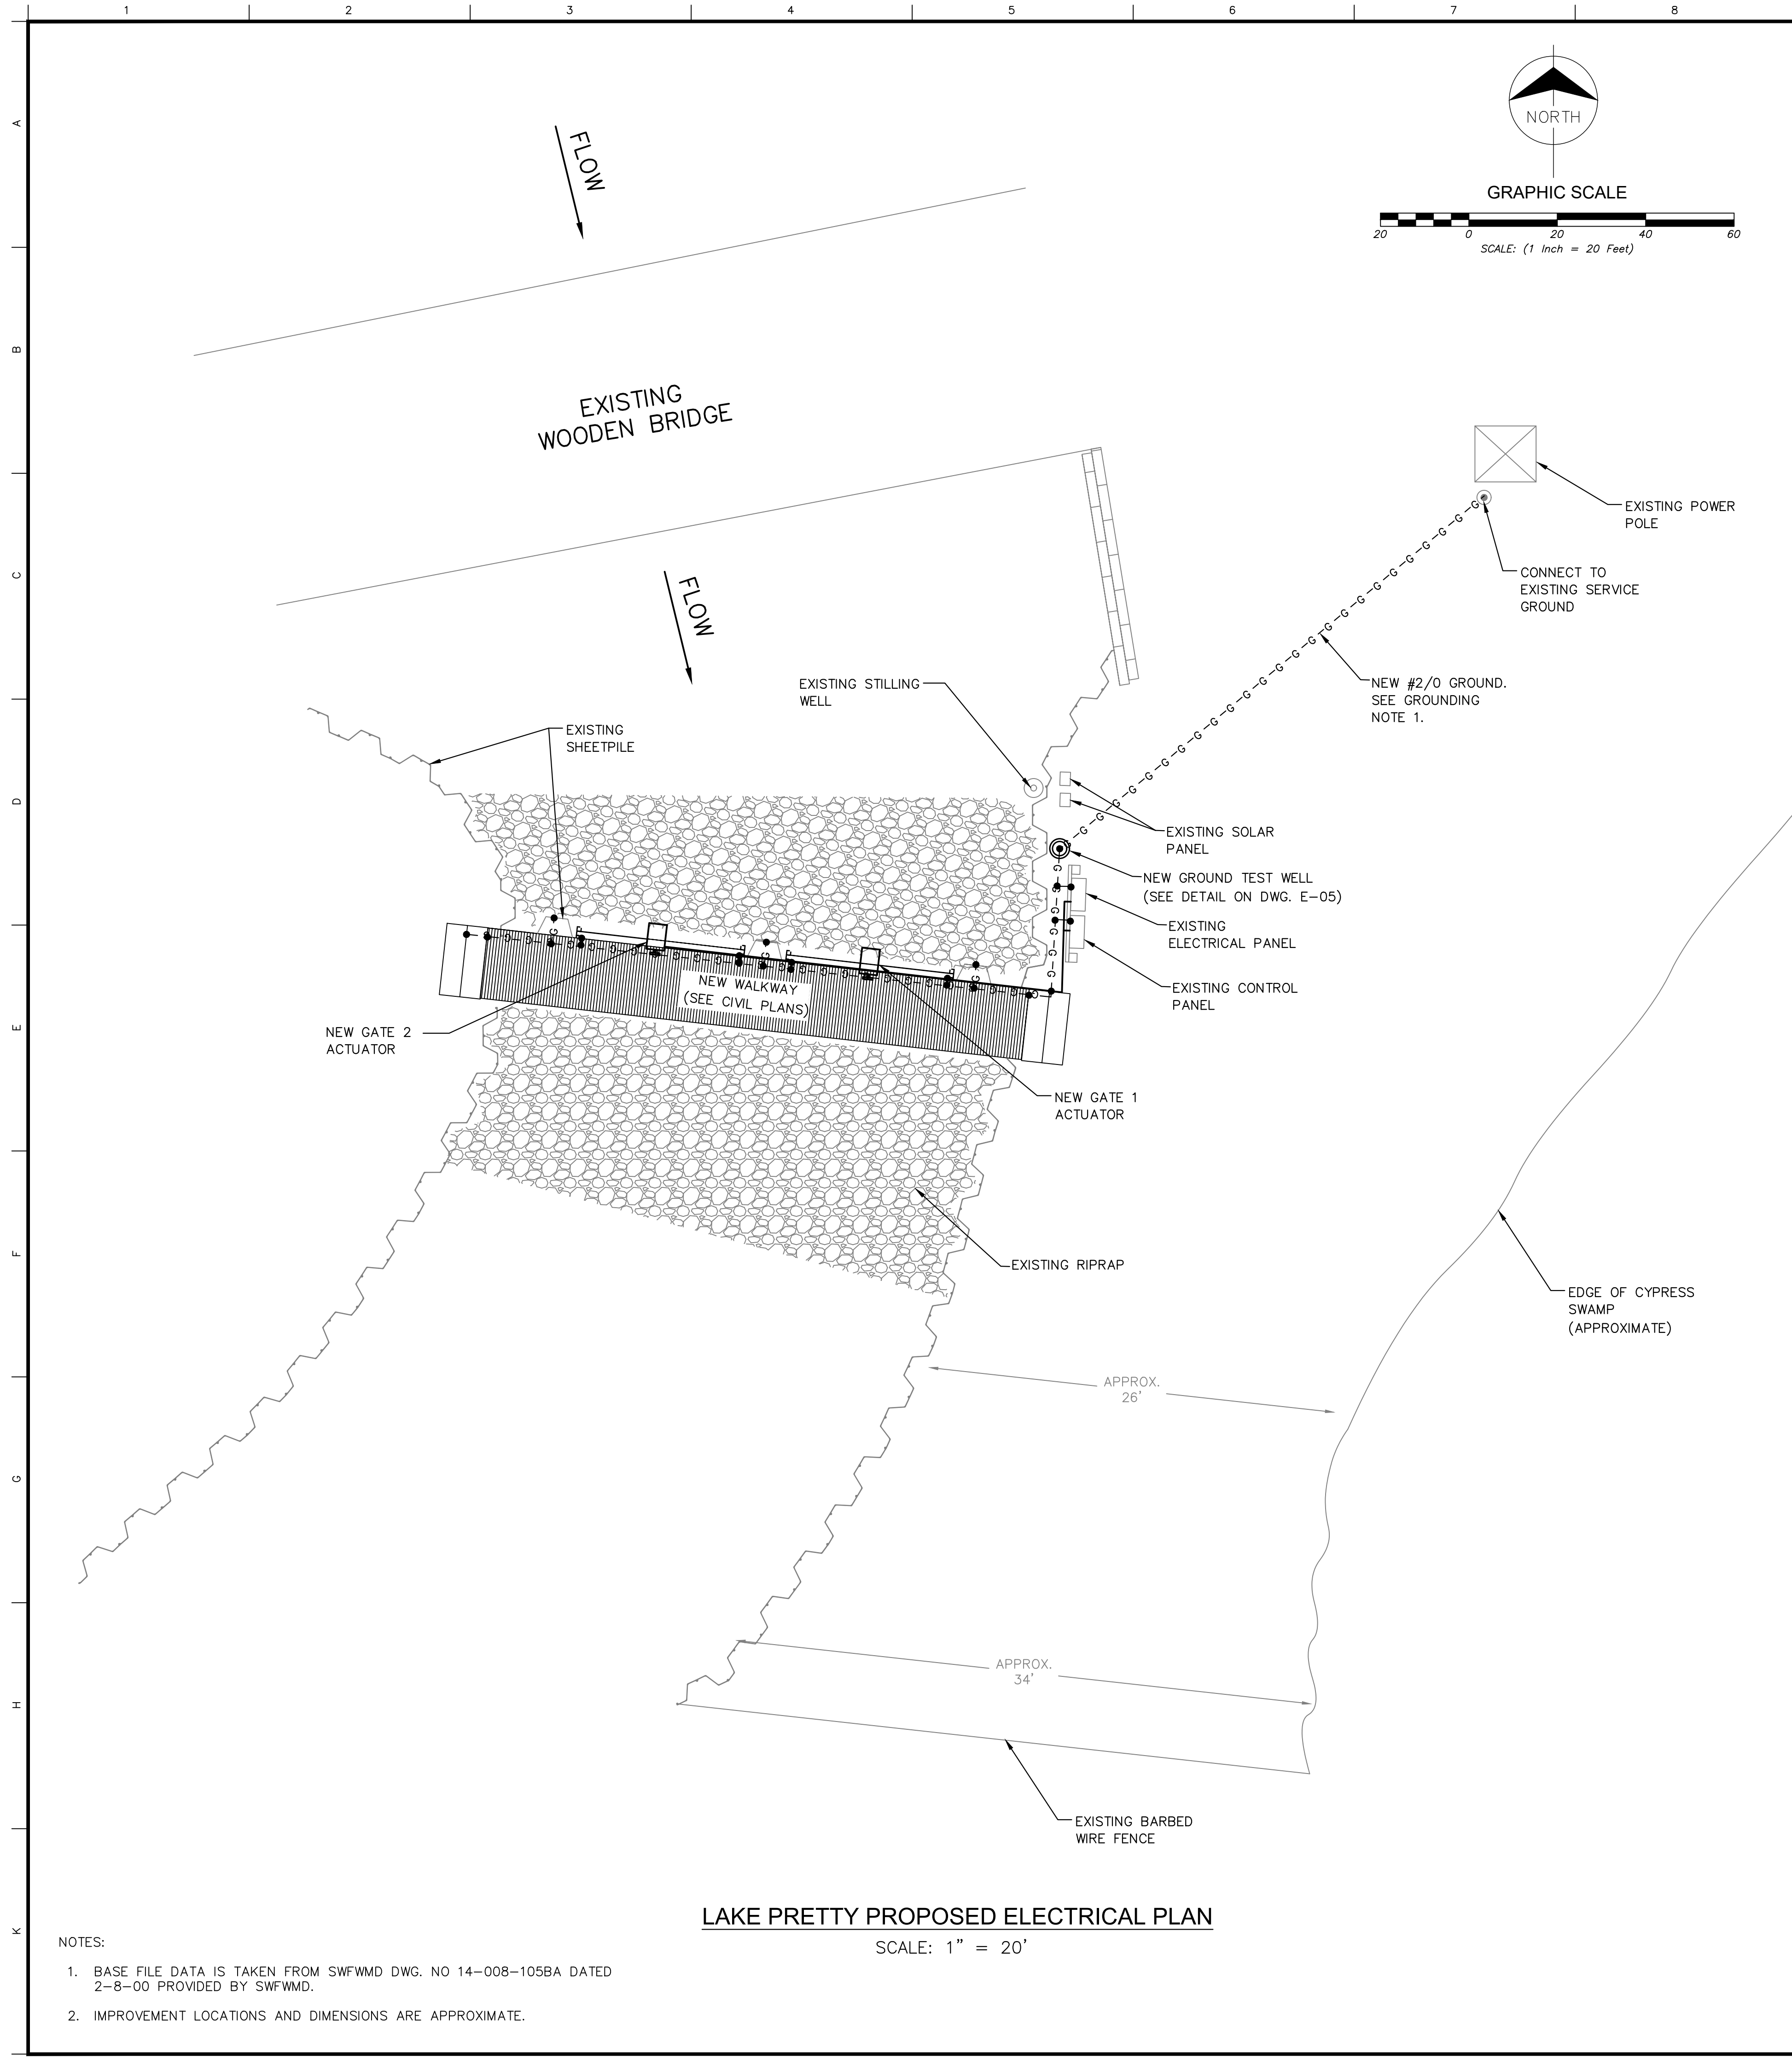 1 2 3 4 5 6 7 8
A
B
C
D
E
F
G
H
K
NORTH
GRAPHIC SCALE
20 0 20 40 60
SCALE: (1 Inch = 20 Feet)
FLOW
EXISTING
WOODEN BRIDGE
FLOW
EXISTING POWER
POLE
CONNECT TO
EXISTING SERVICE
GROUND
NEW #2/0 GROUND.
SEE GROUNDING
NOTE 1.
EXISTING STILLING
WELL
EXISTING
SHEETPILE
EXISTING SOLAR
PANEL
NEW GROUND TEST WELL
(SEE DETAIL ON DWG. E-05)
EXISTING
ELECTRICAL PANEL
EXISTING CONTROL
PANEL
NEW WALKWAY
(SEE CIVIL PLANS)
NEW GATE 2
ACTUATOR
NEW GATE 1
ACTUATOR
EXISTING RIPRAP
EDGE OF CYPRESS
SWAMP
(APPROXIMATE)
APPROX.
26'
APPROX.
34'
EXISTING BARBED
WIRE FENCE
LAKE PRETTY PROPOSED ELECTRICAL PLAN
SCALE: 1" = 20'
NOTES:
1. BASE FILE DATA IS TAKEN FROM SWFWMD DWG. NO 14-008-105BA DATED
2-8-00 PROVIDED BY SWFWMD.
2. IMPROVEMENT LOCATIONS AND DIMENSIONS ARE APPROXIMATE.